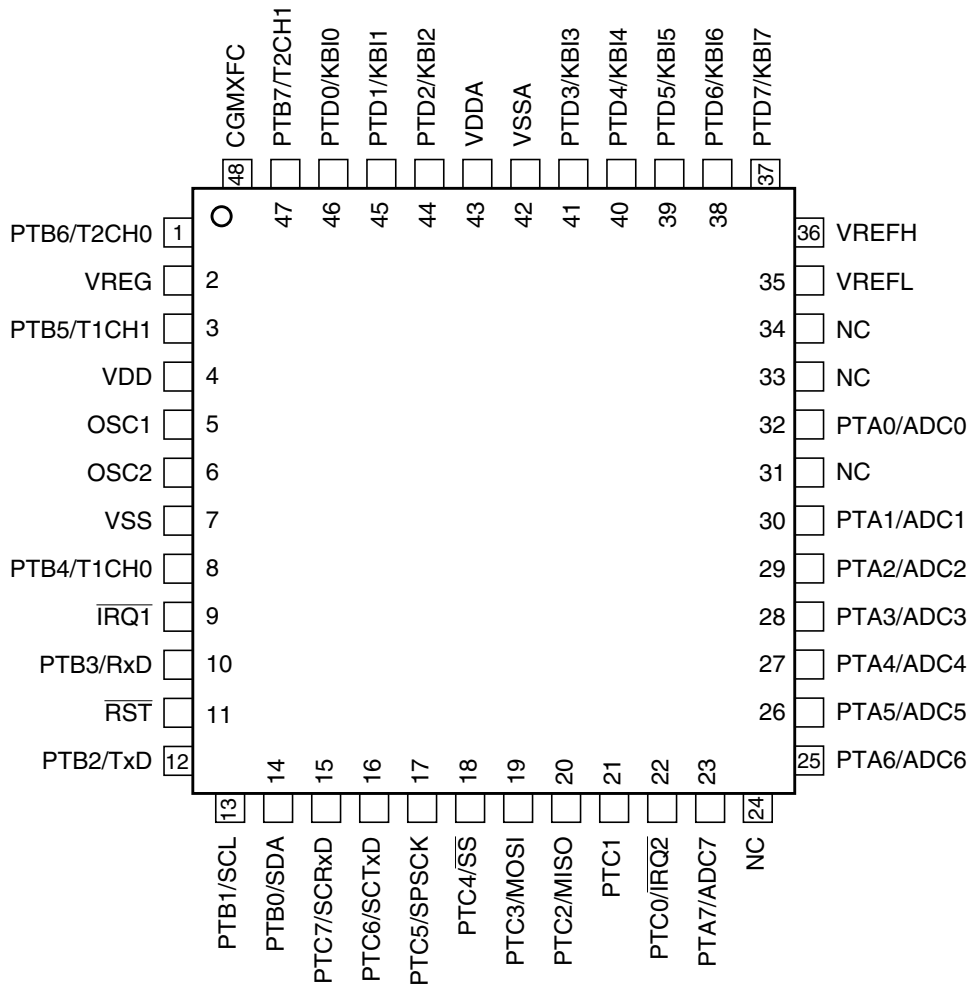 CGMXFC
PTB7/T2CH1
PTD0/KBI0
PTD1/KBI1
PTD2/KBI2
VDDA
VSSA
PTD3/KBI3
PTD4/KBI4
PTD5/KBI5
PTD6/KBI6
PTD7/KBI7
48
47
46
45
44
43
42
41
40
39
38
37
PTB6/T2CH0 1
VREG 2
PTB5/T1CH1 3
VDD 4
OSC1 5
OSC2 6
VSS 7
PTB4/T1CH0 8
IRQ1 9
PTB3/RxD 10
RST 11
PTB2/TxD 12
36 VREFH
35 VREFL
34 NC
33 NC
32 PTA0/ADC0
31 NC
30 PTA1/ADC1
29 PTA2/ADC2
28 PTA3/ADC3
27 PTA4/ADC4
26 PTA5/ADC5
25 PTA6/ADC6
13
14
15
16
17
18
19
20
21
22
23
24
PTB1/SCL
PTB0/SDA
PTC7/SCRxD
PTC6/SCTxD
PTC5/SPSCK
PTC4/SS
PTC3/MOSI
PTC2/MISO
PTC1
PTC0/IRQ2
PTA7/ADC7
NC